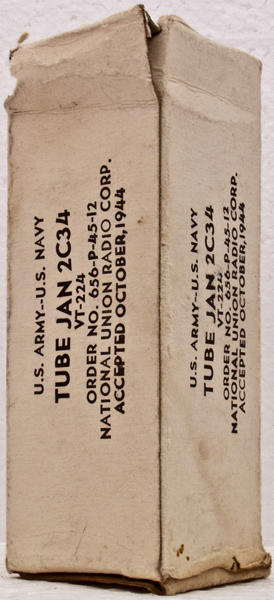 U.S. ARMY--U.S. NAVY
TUBE JAN 2C34
VT-224
ORDER NO. 656-P-45-12
NATIONAL UNION RADIO CORP.
ACCEPTED OCTOBER,1944
U.S. ARMY--U.S. NAVY
TUBE JAN 2C34
VT-224
ORDER NO. 656-P-45-12
NATIONAL UNION RADIO CORP.
ACCEPTED OCTOBER,1944